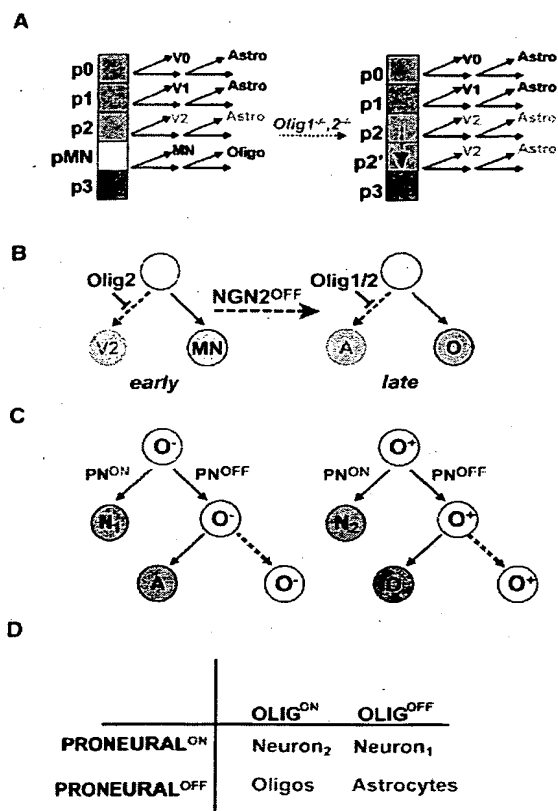 A
p0 V0 Astro
p1 V1 Astro
p2 V2 Astro
pMN MN Oligo
p3
Olig1-/-,2-/-
p0 V0 Astro
p1 V1 Astro
p2 V2 Astro
p2' V2 Astro
p3
B
Olig2 NGN2OFF Olig1/2
V2 MN A O
early late
C
O- O+
PNON PNOFF PNON PNOFF
N1 O- N2 O+
A O- O+
D
OLIGON OLIGOFF
PRONEURALON Neuron2 Neuron1
PRONEURALOFF Oligos Astrocytes